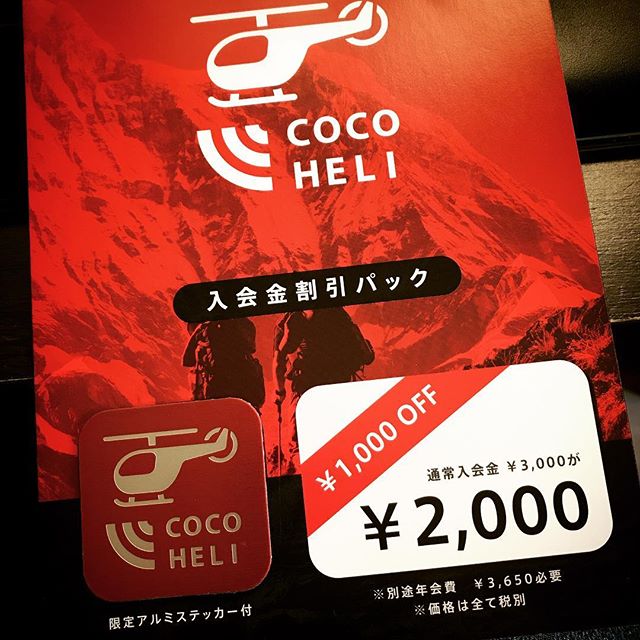 COCO
HELI
入会金割引パック
¥1,000 OFF
通常入会金 ¥3,000が
¥2,000
COCO
HELI
限定アルミステッカー付
※別途年会費 ¥3,650必要
※価格は全て税別